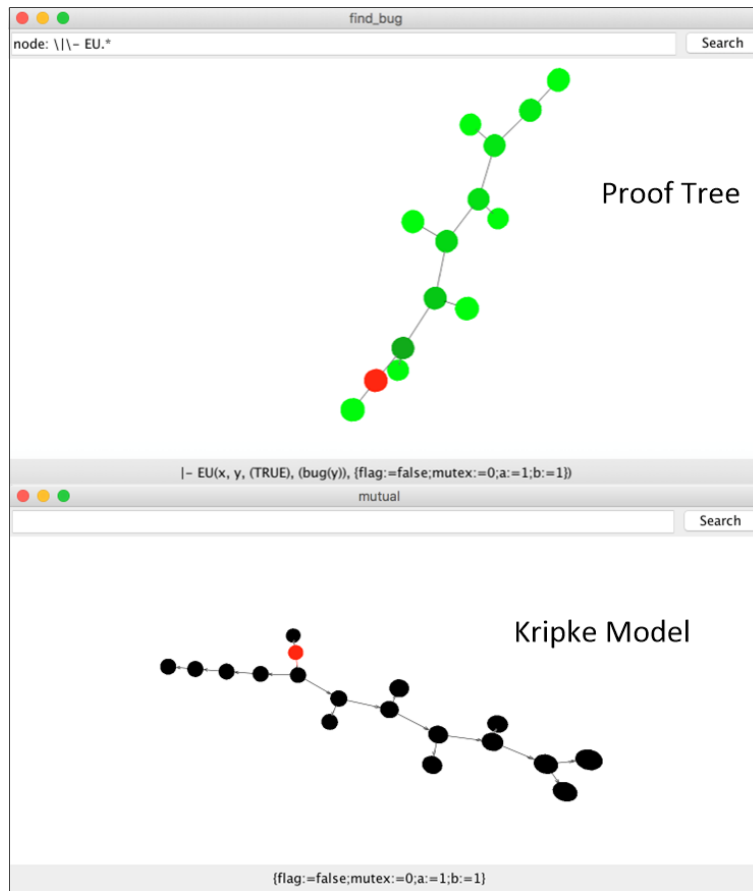 find_bug
node: \|\- EU.*
Search
Proof Tree
|- EU(x, y, (TRUE), (bug(y)), {flag:=false;mutex:=0;a:=1;b:=1})
mutual
Search
Kripke Model
{flag:=false;mutex:=0;a:=1;b:=1}